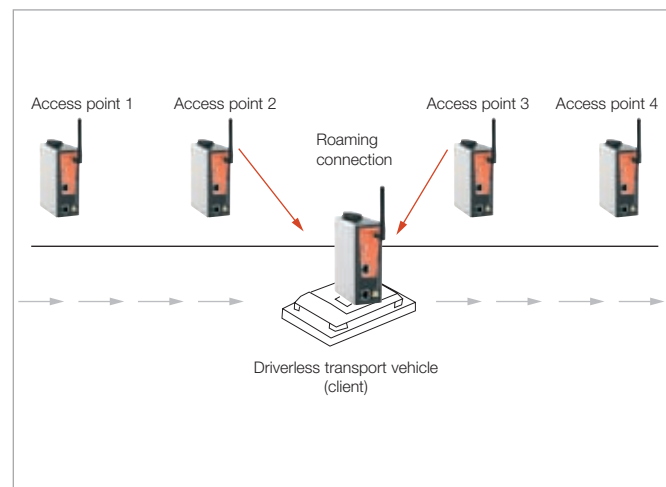 Access point 1
Access point 2
Access point 3
Access point 4
Roaming
connection
Driverless transport vehicle
(client)